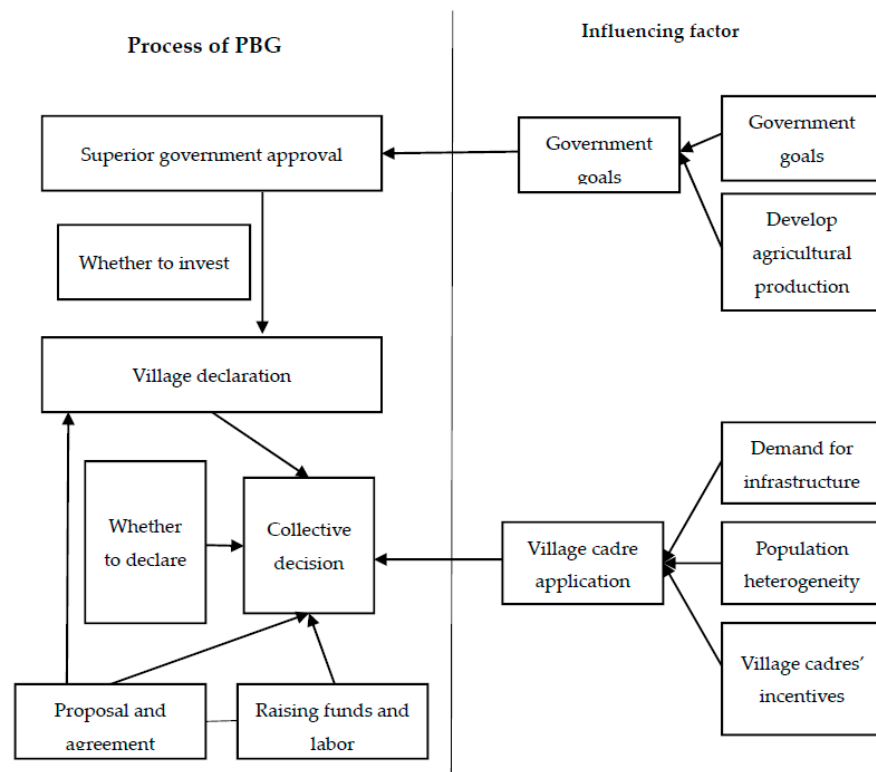 Process of PBG
Influencing factor
Superior government approval
Government
goals
Government
goals
Develop
agricultural
production
Whether to invest
Village declaration
Whether
to declare
Collective
decision
Village cadre
application
Demand for
infrastructure
Population
heterogeneity
Village cadres’
incentives
Proposal and
agreement
Raising funds and
labor